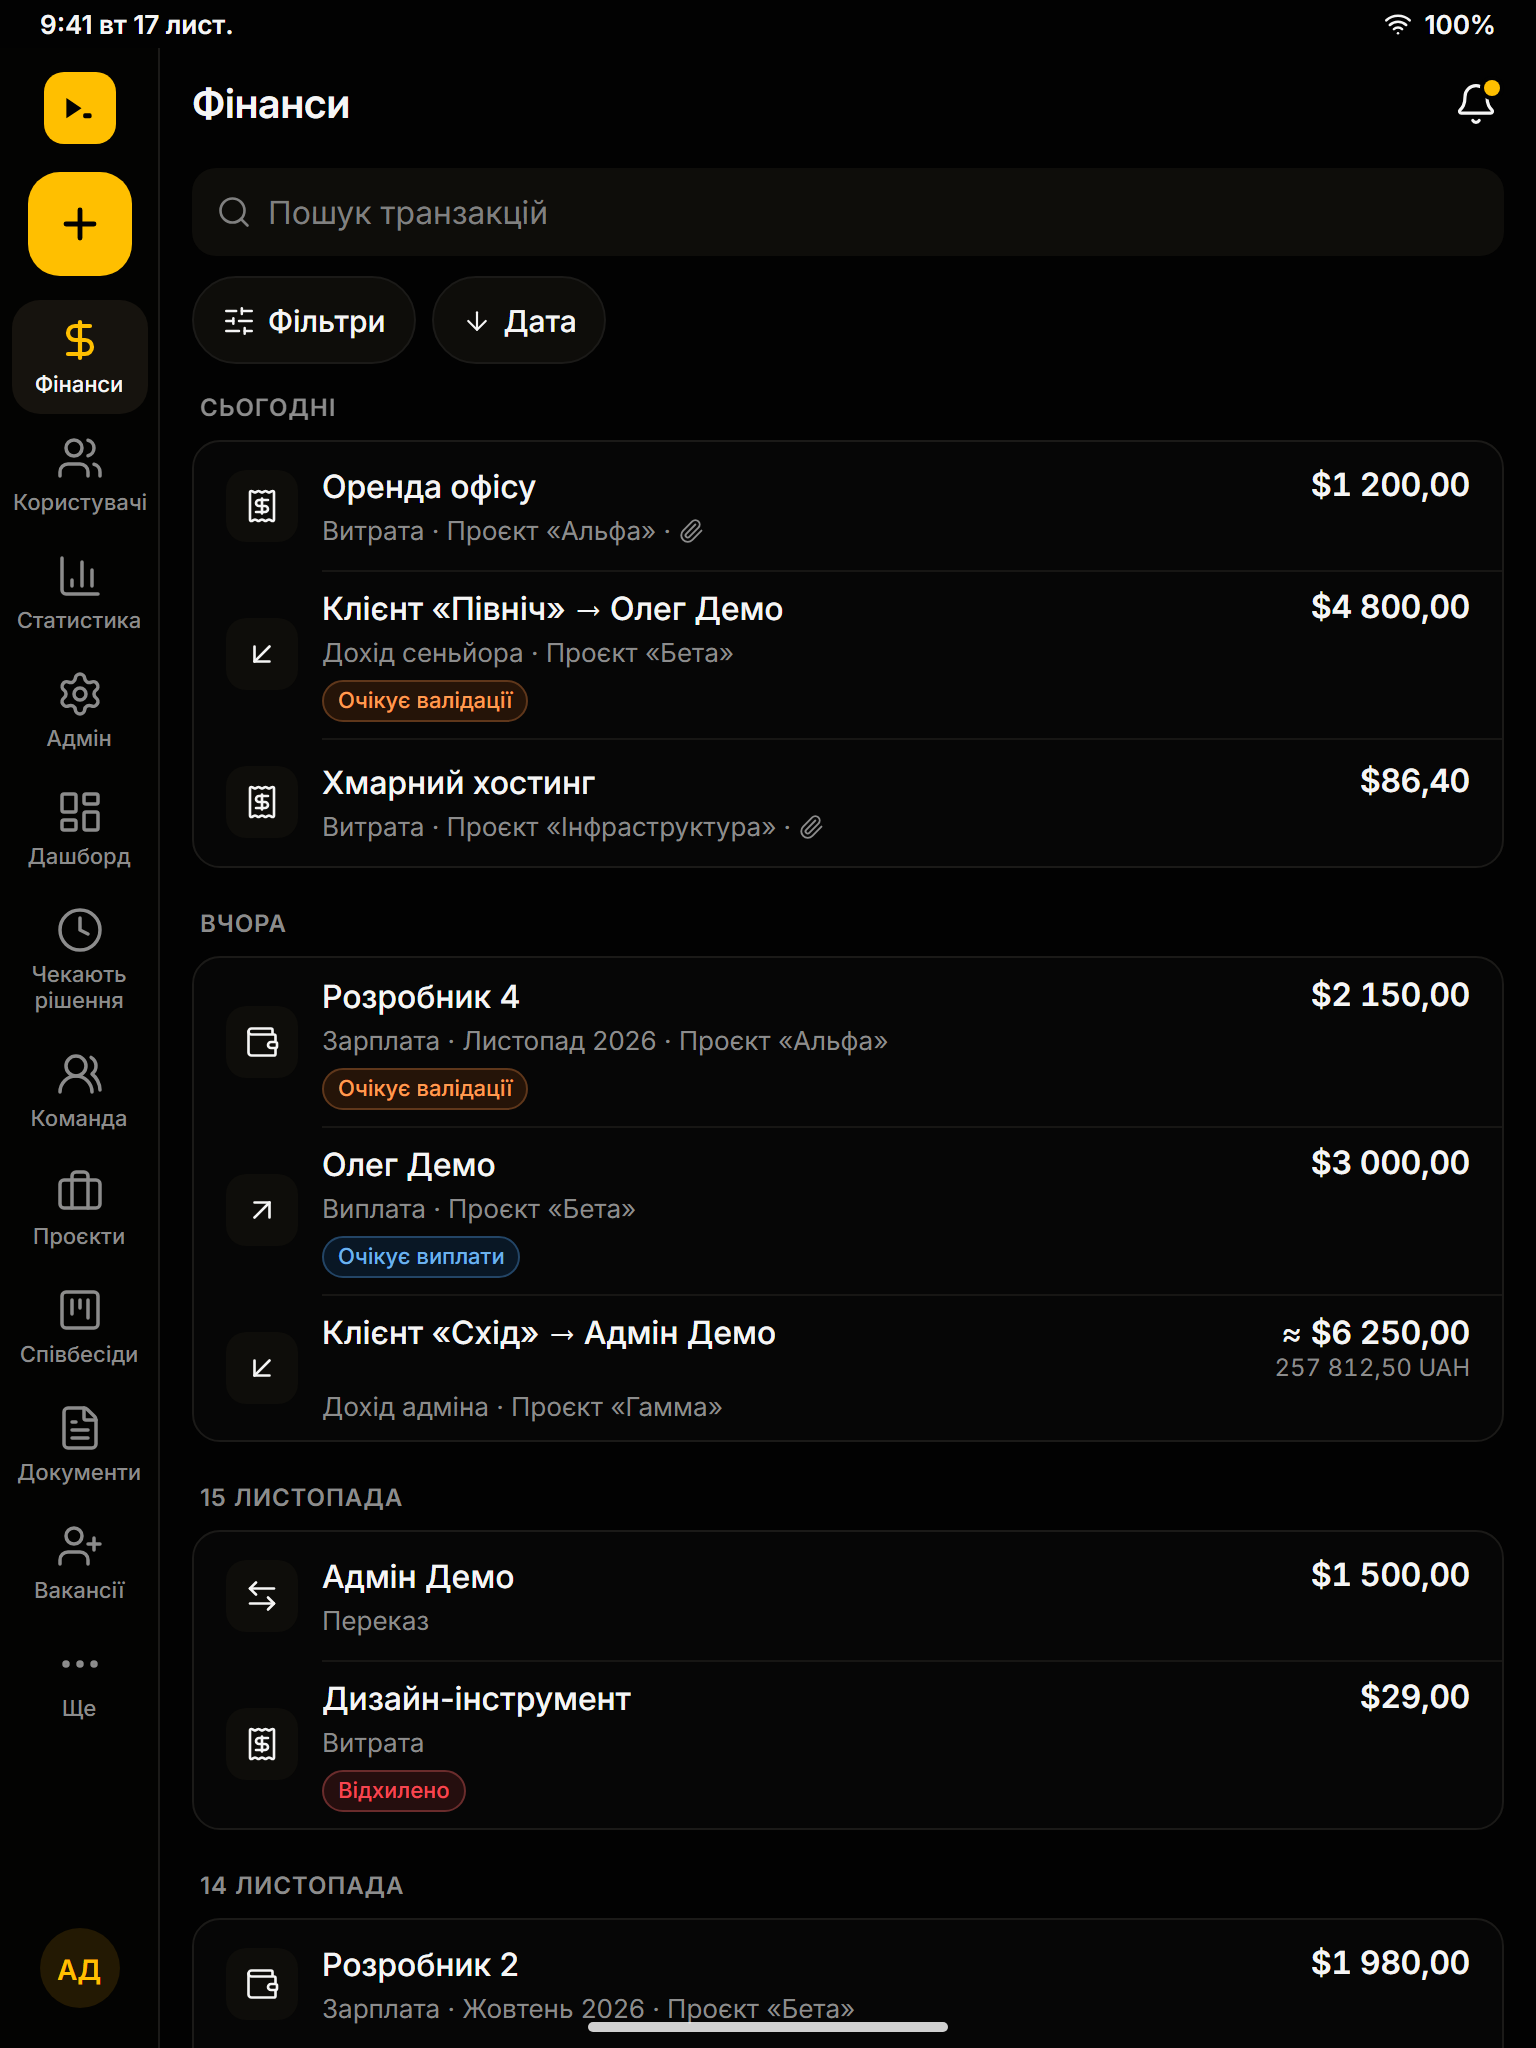 9:41 вт 17 лист.
100%
Фінанси
Пошук транзакцій
Фільтри
Дата
Фінанси
Користувачі
Статистика
Адмін
Дашборд
Чекають
рішення
Команда
Проєкти
Співбесіди
Документи
Вакансії
Ще
АД
СЬОГОДНІ
Оренда офісу
$1 200,00
Витрата · Проєкт «Альфа» ·
Клієнт «Північ» → Олег Демо
$4 800,00
Дохід сеньйора · Проєкт «Бета»
Очікує валідації
Хмарний хостинг
$86,40
Витрата · Проєкт «Інфраструктура» ·
ВЧОРА
Розробник 4
$2 150,00
Зарплата · Листопад 2026 · Проєкт «Альфа»
Очікує валідації
Олег Демо
$3 000,00
Виплата · Проєкт «Бета»
Очікує виплати
Клієнт «Схід» → Адмін Демо
≈ $6 250,00
257 812,50 UAH
Дохід адміна · Проєкт «Гамма»
15 ЛИСТОПАДА
Адмін Демо
$1 500,00
Переказ
Дизайн-інструмент
$29,00
Витрата
Відхилено
14 ЛИСТОПАДА
Розробник 2
$1 980,00
Зарплата · Жовтень 2026 · Проєкт «Бета»